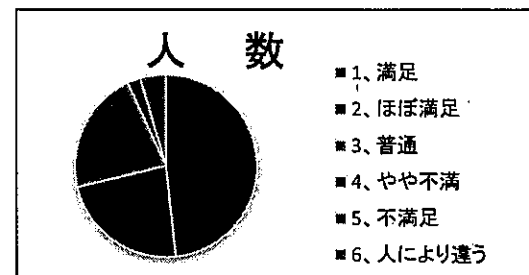 人 数
■1、満足
■2、ほぼ満足
■3、普通
■4、やや不満
■5、不満足
■6、人により違う